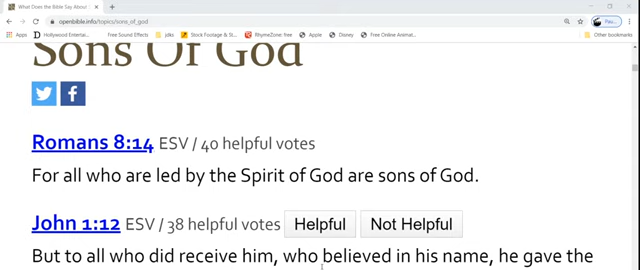 What Does the Bible Say About
openbible.info/topics/sons_of_god
Pau...
Apps
Hollywood Entertain...
Free Sound Effects
jdks
Stock Footage & St...
RhymeZone: free
Apple
Disney
Free Online Animat...
Other bookmarks
Sons Of God
Romans 8:14 ESV / 40 helpful votes
For all who are led by the Spirit of God are sons of God.
John 1:12 ESV / 38 helpful votes Helpful Not Helpful
But to all who did receive him, who believed in his name, he gave the